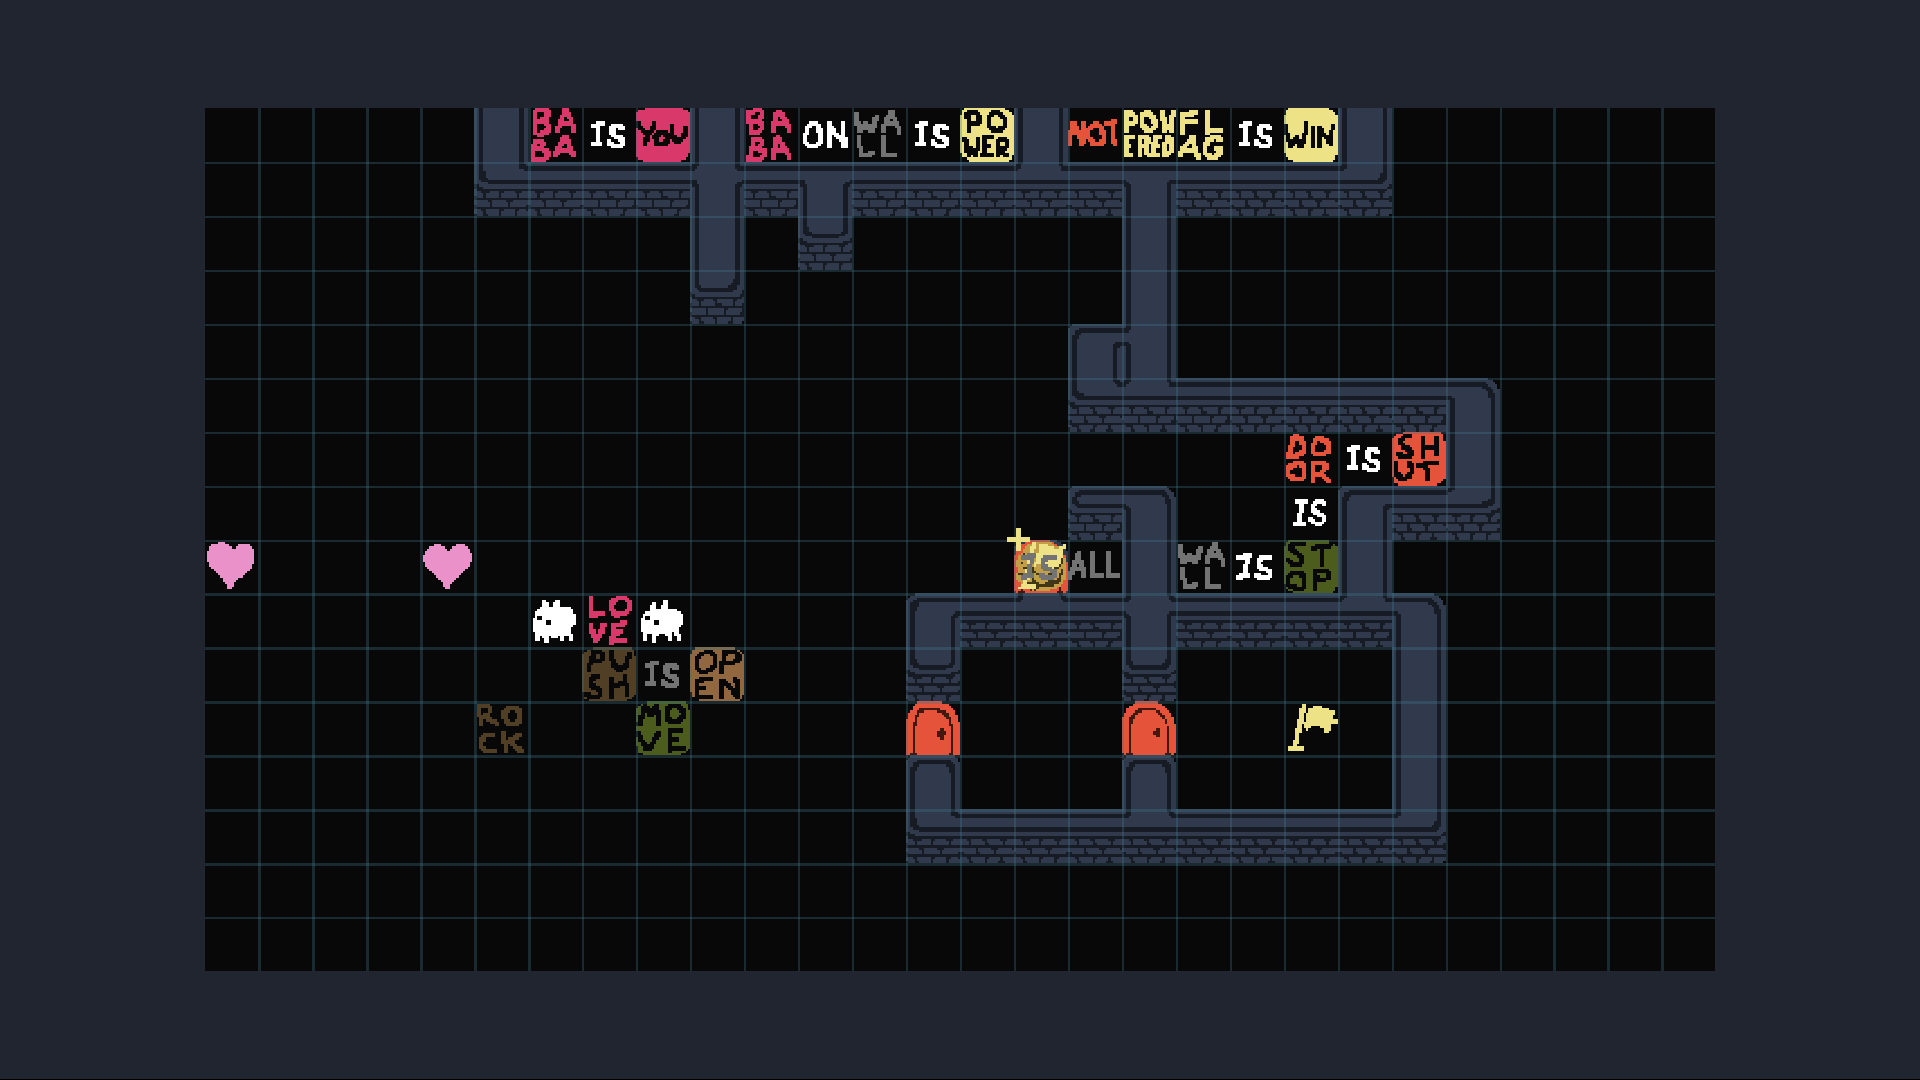 BABA IS YOU BABA ON WALL IS POWER NOT POWERED FLAG IS WIN
DOOR IS SHUT
IS
IS ALL WALL IS STOP
LOVE
PUSH IS OPEN
ROCK MOVE